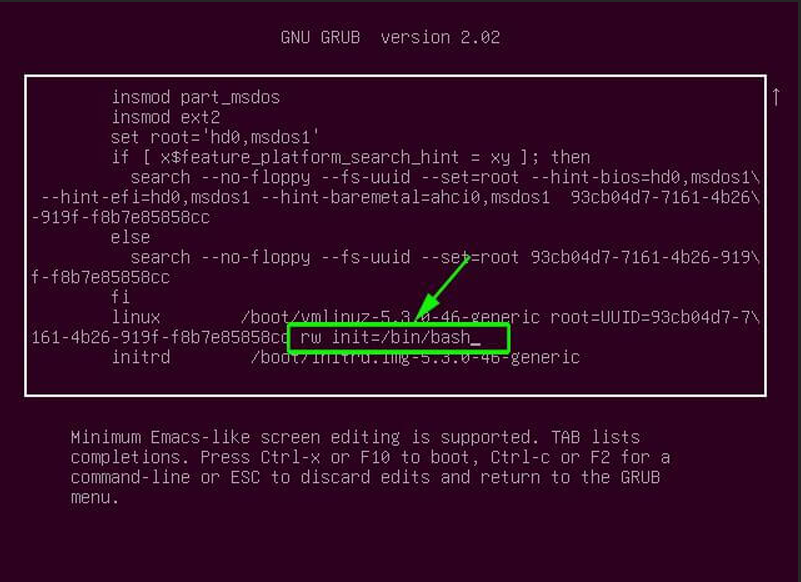 GNU GRUB version 2.02
insmod part_msdos
insmod ext2
set root='hd0,msdos1'
if [ x$feature_platform_search_hint = xy ]; then
search --no-floppy --fs-uuid --set=root --hint-bios=hd0,msdos1\
--hint-efi=hd0,msdos1 --hint-baremetal=ahci0,msdos1 93cb04d7-7161-4b26\
-919f-f8b7e85858cc
else
search --no-floppy --fs-uuid --set=root 93cb04d7-7161-4b26-919\
f-f8b7e85858cc
fi
linux /boot/vmlinuz-5.3.0-46-generic root=UUID=93cb04d7-7\
161-4b26-919f-f8b7e85858cc rw init=/bin/bash_
initrd /boot/initrd.img-5.3.0-46-generic
Minimum Emacs-like screen editing is supported. TAB lists
completions. Press Ctrl-x or F10 to boot, Ctrl-c or F2 for a
command-line or ESC to discard edits and return to the GRUB
menu.